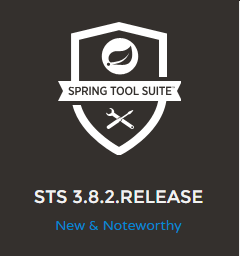 SPRING TOOL SUITE™
STS 3.8.2.RELEASE
New & Noteworthy